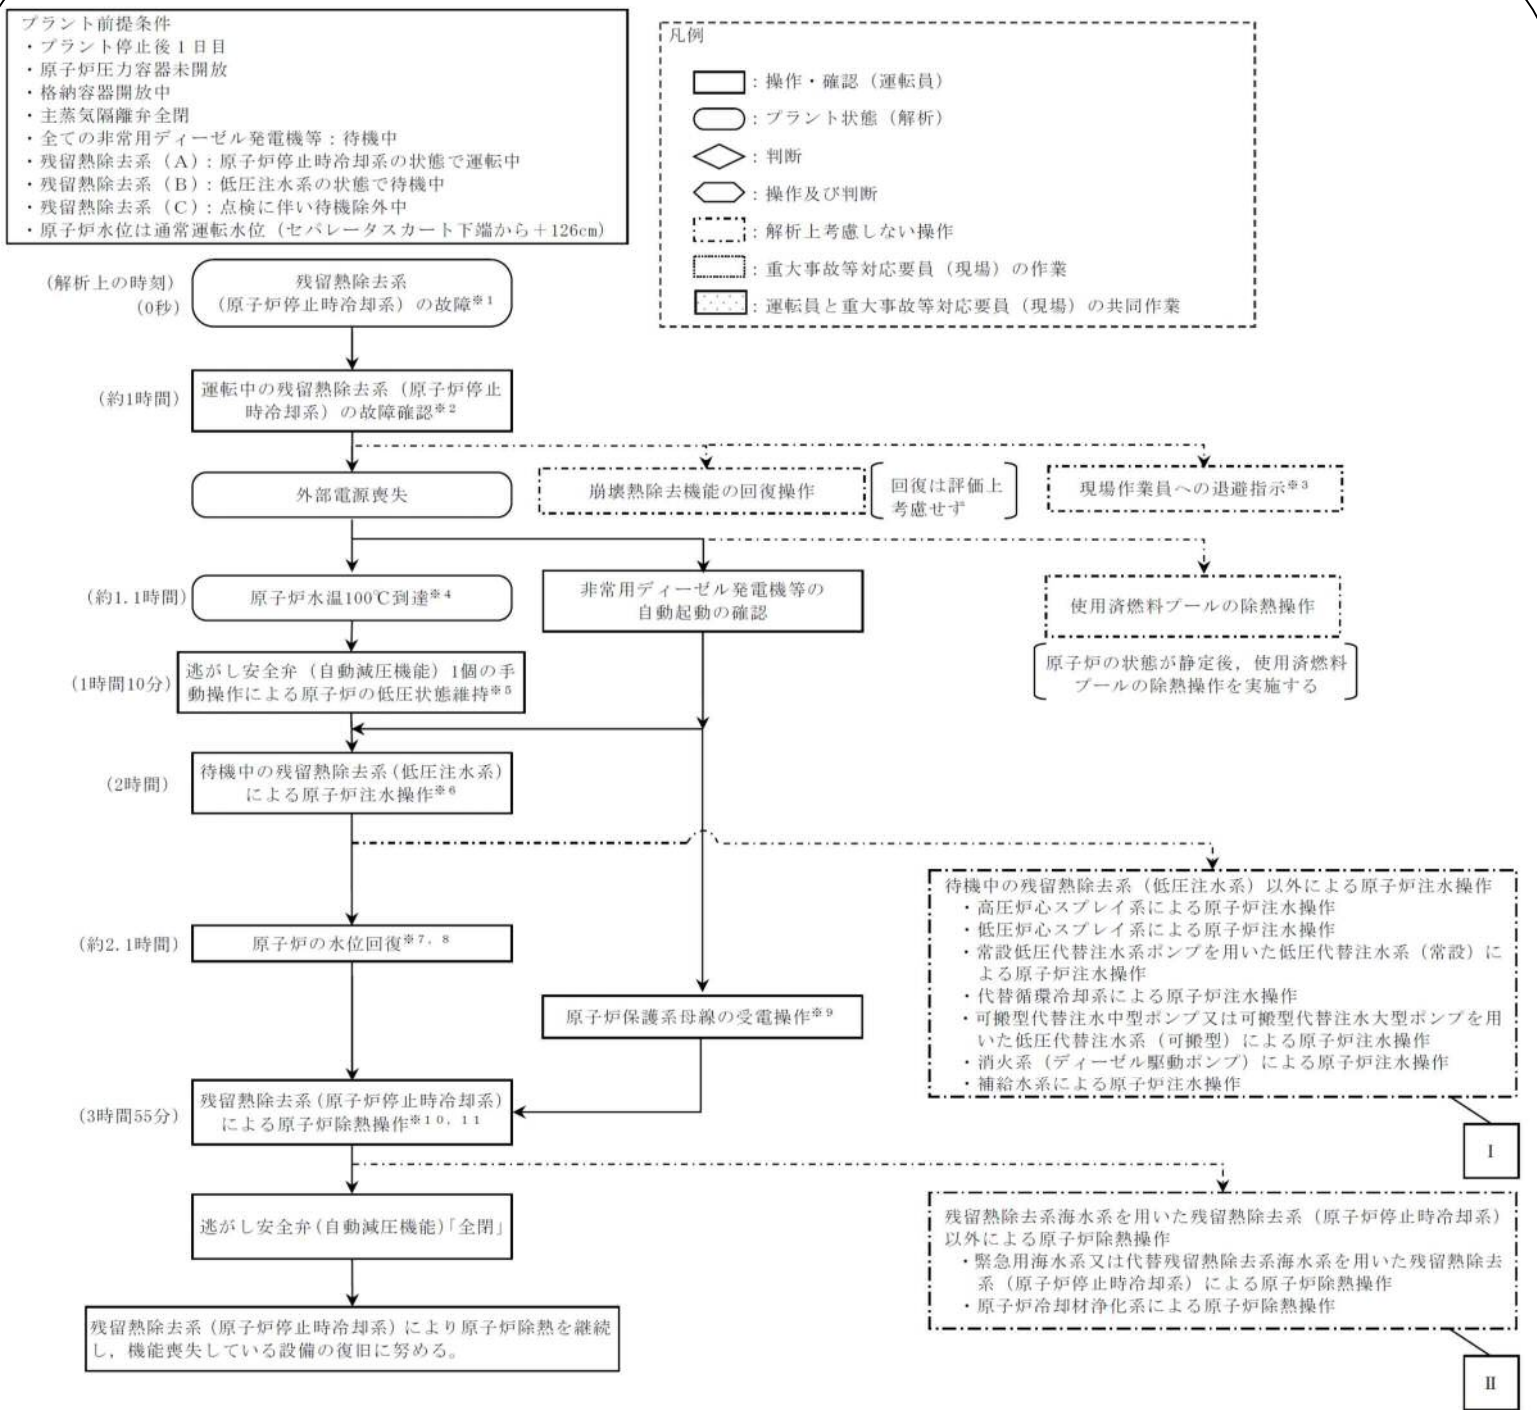 プラント前提条件
・プラント停止後1日目
・原子炉圧力容器未開放
・格納容器開放中
・主蒸気隔離弁全閉
・全ての非常用ディーゼル発電機等：待機中
・残留熱除去系（A）：原子炉停止時冷却系の状態で運転中
・残留熱除去系（B）：低圧注水系の状態で待機中
・残留熱除去系（C）：点検に伴い待機除外中
・原子炉水位は通常運転水位（セパレータスカート下端から＋126cm）
凡例
：操作・確認（運転員）
：プラント状態（解析）
：判断
：操作及び判断
：解析上考慮しない操作
：重大事故等対応要員（現場）の作業
：運転員と重大事故等対応要員（現場）の共同作業
（解析上の時刻）
（0秒）
残留熱除去系
（原子炉停止時冷却系）の故障※1
（約1時間）
運転中の残留熱除去系（原子炉停止
時冷却系）の故障確認※2
外部電源喪失
崩壊熱除去機能の回復操作
回復は評価上
考慮せず
現場作業員への退避指示※3
（約1.1時間）
原子炉水温100℃到達※4
非常用ディーゼル発電機等の
自動起動の確認
使用済燃料プールの除熱操作
原子炉の状態が静定後，使用済燃料
プールの除熱操作を実施する
（1時間10分）
逃がし安全弁（自動減圧機能）1個の手
動操作による原子炉の低圧状態維持※5
（2時間）
待機中の残留熱除去系（低圧注水系）
による原子炉注水操作※6
待機中の残留熱除去系（低圧注水系）以外による原子炉注水操作
・高圧炉心スプレイ系による原子炉注水操作
・低圧炉心スプレイ系による原子炉注水操作
・常設低圧代替注水系ポンプを用いた低圧代替注水系（常設）に
よる原子炉注水操作
・代替循環冷却系による原子炉注水操作
・可搬型代替注水中型ポンプ又は可搬型代替注水大型ポンプを用
いた低圧代替注水系（可搬型）による原子炉注水操作
・消火系（ディーゼル駆動ポンプ）による原子炉注水操作
・補給水系による原子炉注水操作
（約2.1時間）
原子炉の水位回復※7，8
原子炉保護系母線の受電操作※9
（3時間55分）
残留熱除去系（原子炉停止時冷却系）
による原子炉除熱操作※10，11
Ⅰ
逃がし安全弁（自動減圧機能）「全閉」
残留熱除去系海水系を用いた残留熱除去系（原子炉停止時冷却系）
以外による原子炉除熱操作
・緊急用海水系又は代替残留熱除去系海水系を用いた残留熱除去
系（原子炉停止時冷却系）による原子炉除熱操作
・原子炉冷却材浄化系による原子炉除熱操作
残留熱除去系（原子炉停止時冷却系）により原子炉除熱を継続
し，機能喪失している設備の復旧に努める。
Ⅱ